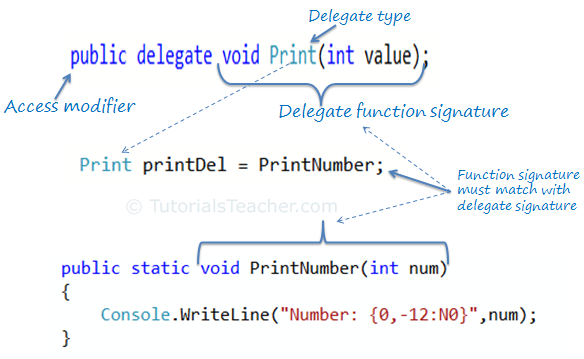 Delegate type
public delegate void Print(int value);
Access modifier
Delegate function signature
Print printDel = PrintNumber;
Function signature
must match with
delegate signature
© TutorialsTeacher.com
public static void PrintNumber(int num)
{
Console.WriteLine("Number: {0,-12:N0}",num);
}